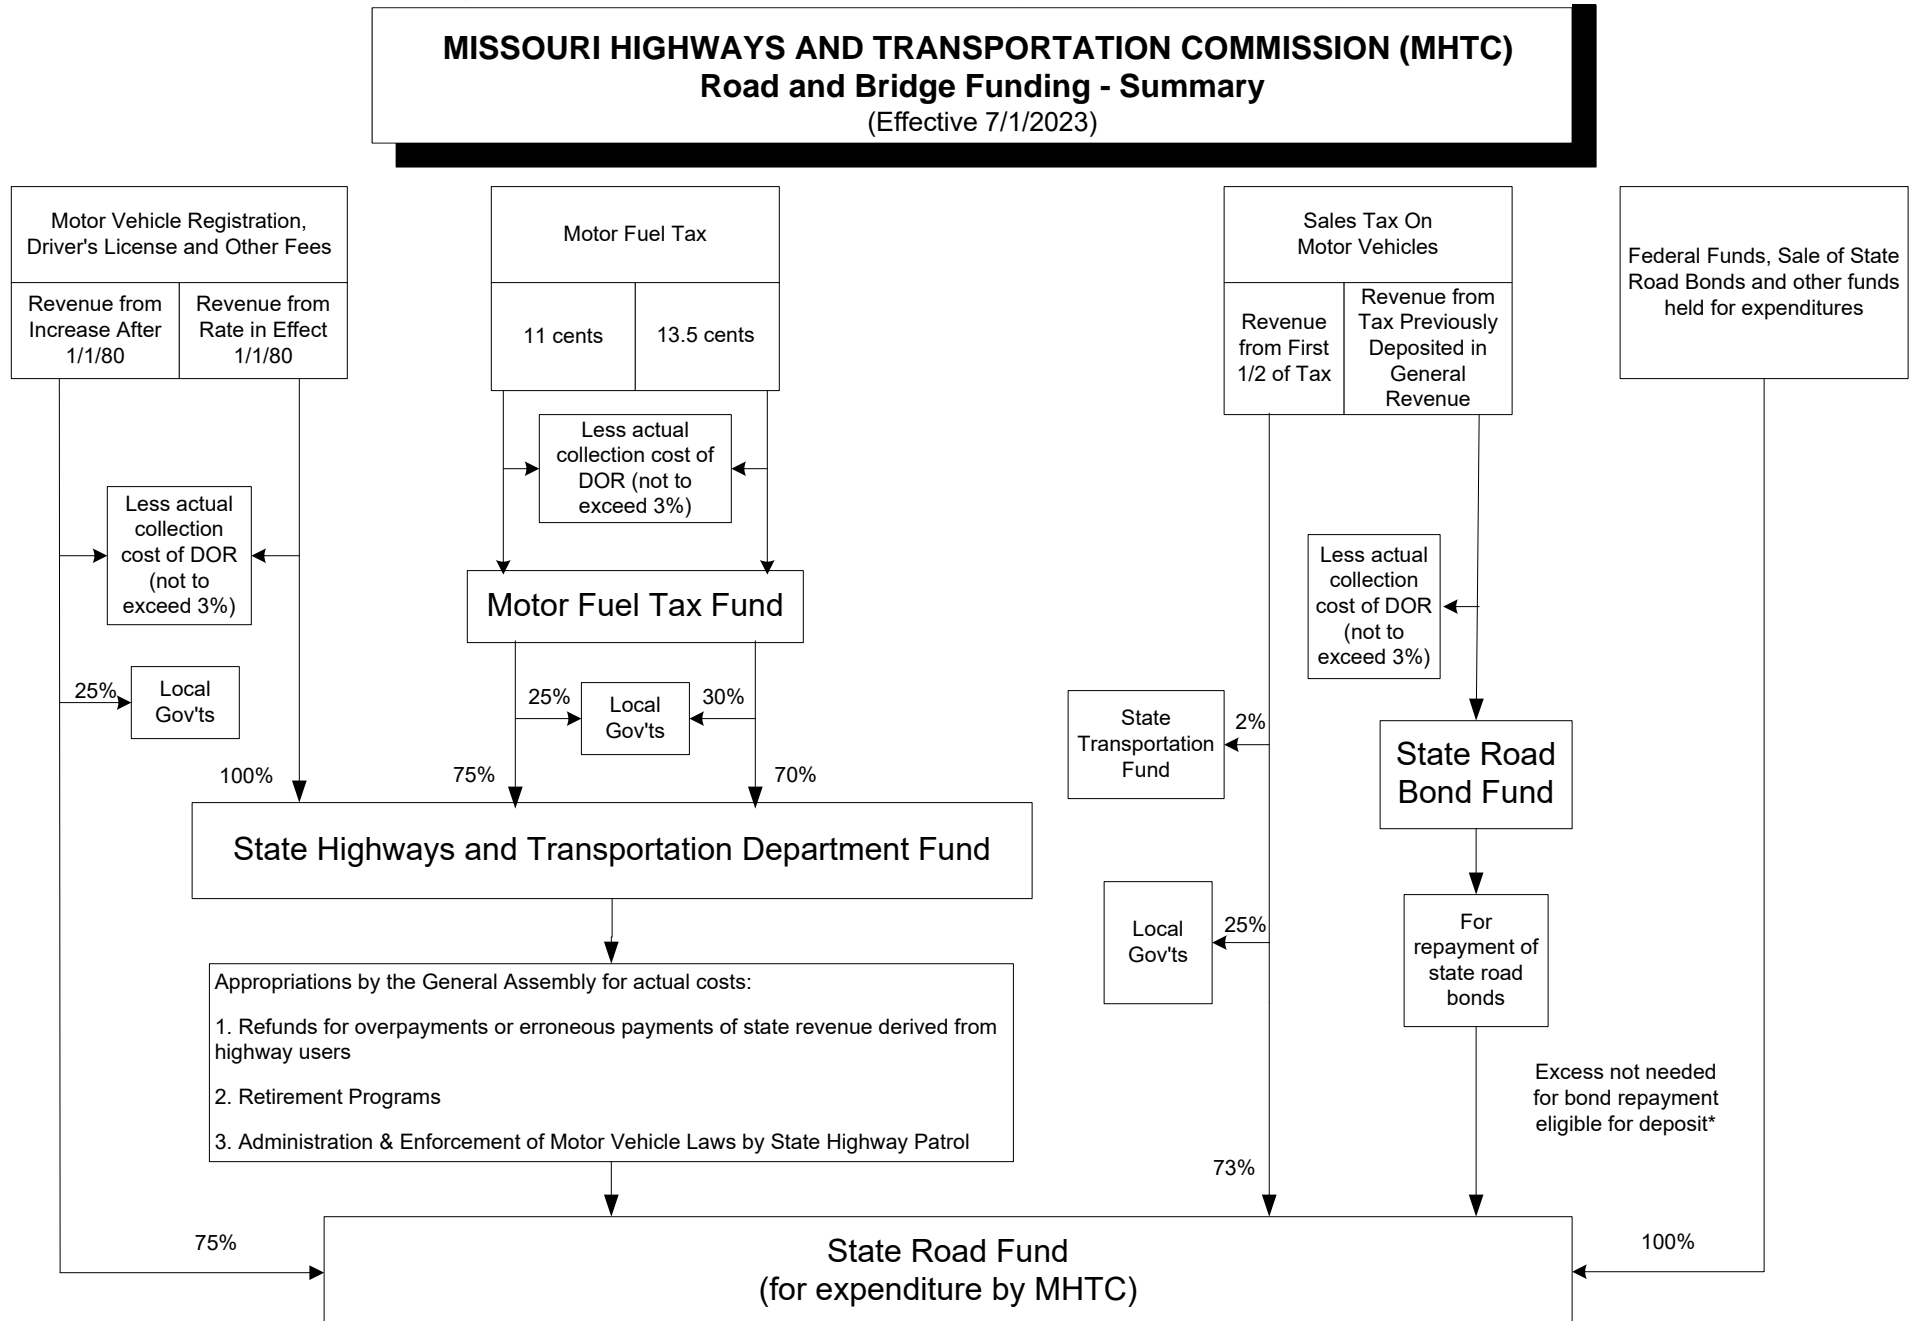 MISSOURI HIGHWAYS AND TRANSPORTATION COMMISSION (MHTC)
Road and Bridge Funding - Summary
(Effective 7/1/2023)
Motor Vehicle Registration,
Driver's License and Other Fees
Revenue from
Increase After
1/1/80
Revenue from
Rate in Effect
1/1/80
Motor Fuel Tax
11 cents
13.5 cents
Sales Tax On
Motor Vehicles
Revenue
from First
1/2 of Tax
Revenue from
Tax Previously
Deposited in
General
Revenue
Federal Funds, Sale of State
Road Bonds and other funds
held for expenditures
Less actual
collection
cost of DOR
(not to
exceed 3%)
Less actual
collection cost of
DOR (not to
exceed 3%)
Less actual
collection
cost of DOR
(not to
exceed 3%)
Motor Fuel Tax Fund
25%
Local
Gov'ts
25%
Local
Gov'ts
30%
100%
75%
70%
State
Transportation
Fund
2%
State Road
Bond Fund
State Highways and Transportation Department Fund
Local
Gov'ts
25%
For
repayment of
state road
bonds
Appropriations by the General Assembly for actual costs:
1. Refunds for overpayments or erroneous payments of state revenue derived from
highway users
2. Retirement Programs
3. Administration & Enforcement of Motor Vehicle Laws by State Highway Patrol
Excess not needed
for bond repayment
eligible for deposit*
73%
75%
100%
State Road Fund
(for expenditure by MHTC)